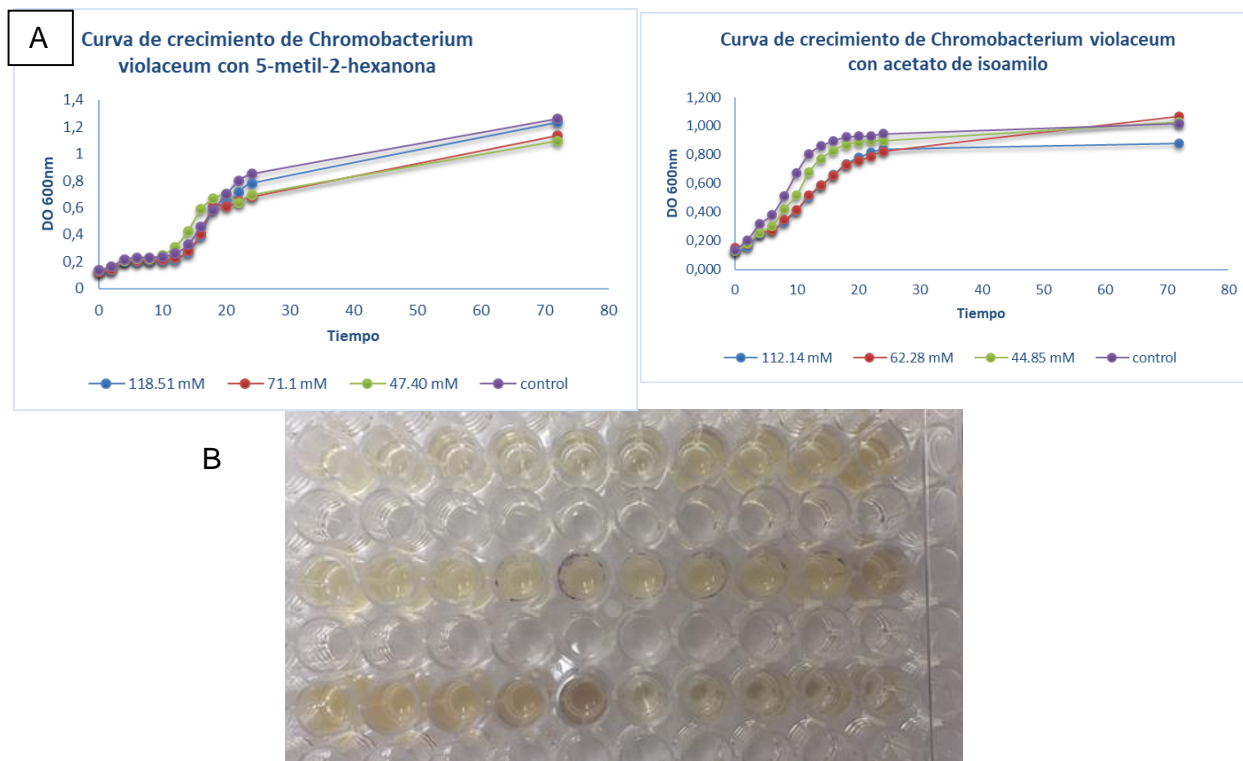 A
Curva de crecimiento de Chromobacterium
violaceum con 5-metil-2-hexanona
1,4
1,2
1
0,8
0,6
0,4
0,2
0
DO 600nm
0 10 20 30 40 50 60 70 80
Tiempo
118.51 mM 71.1 mM 47.40 mM control
Curva de crecimiento de Chromobacterium violaceum
con acetato de isoamilo
1,200
1,000
0,800
0,600
0,400
0,200
0,000
DO 600nm
0 10 20 30 40 50 60 70 80
Tiempo
112.14 mM 62.28 mM 44.85 mM control
B